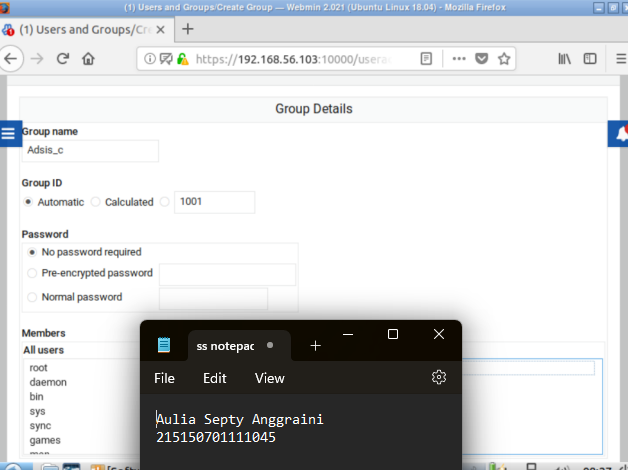 (1) Users and Groups/Create Group — Webmin 2.021 (Ubuntu Linux 18.04) - Mozilla Firefox
(1) Users and Groups/Cre
https://192.168.56.103:10000/usera
Group Details
Group name
Adsis_c
Group ID
Automatic Calculated 1001
Password
No password required
Pre-encrypted password
Normal password
Members
All users
root
daemon
bin
sys
sync
games
ss notepac
File Edit View
Aulia Septy Anggraini
215150701111045